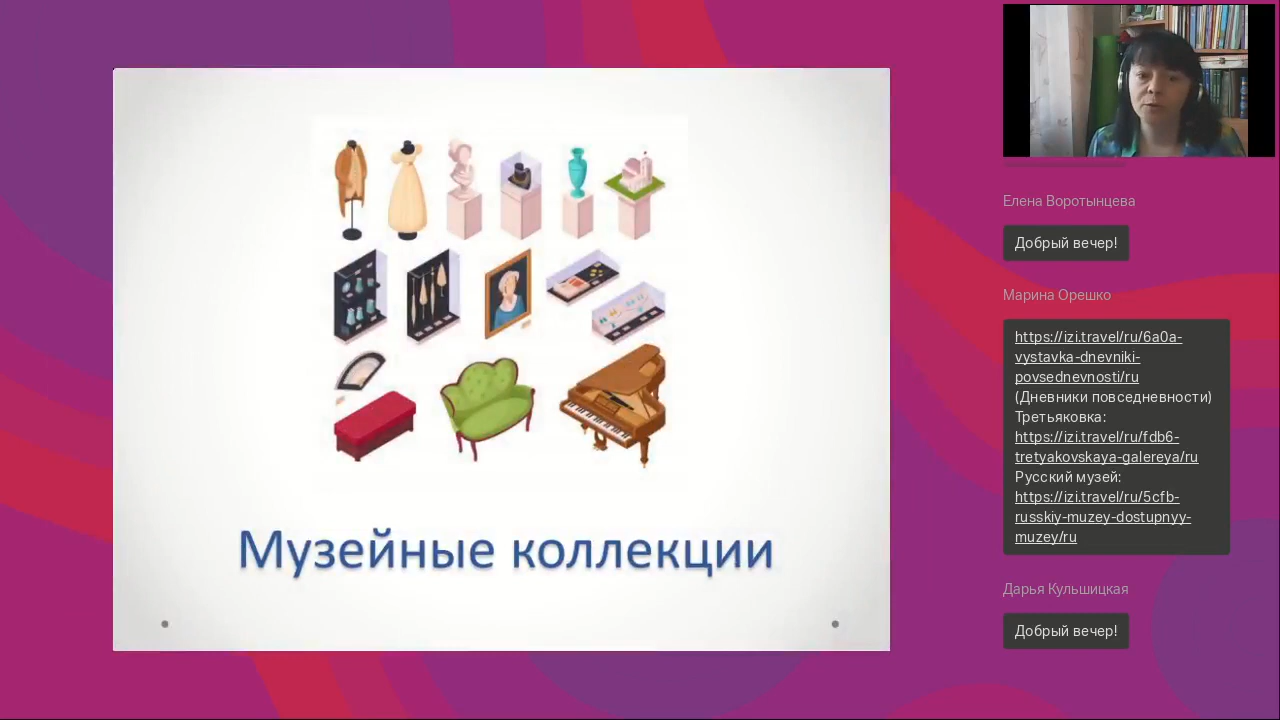 Музейные коллекции
Елена Воротынцева
Добрый вечер!
Марина Орешко
https://izi.travel/ru/6a0a-
vystavka-dnevniki-
povsednevnosti/ru
(Дневники повседневности)
Третьяковка:
https://izi.travel/ru/fdb6-
tretyakovskaya-galereya/ru
Русский музей:
https://izi.travel/ru/5cfb-
russkiy-muzey-dostupnyy-
muzey/ru
Дарья Кульшицкая
Добрый вечер!